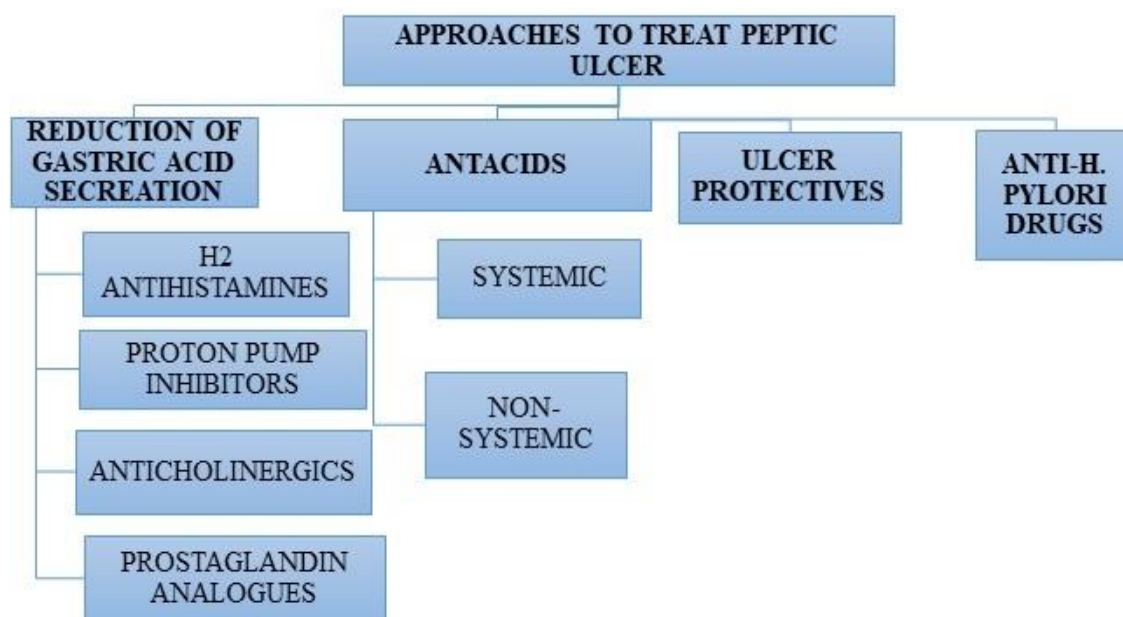 APPROACHES TO TREAT PEPTIC
ULCER
REDUCTION OF
GASTRIC ACID
SECREATION
ANTACIDS
ULCER
PROTECTIVES
ANTI-H.
PYLORI
DRUGS
H2
ANTIHISTAMINES
PROTON PUMP
INHIBITORS
ANTICHOLINERGICS
PROSTAGLANDIN
ANALOGUES
SYSTEMIC
NON-
SYSTEMIC